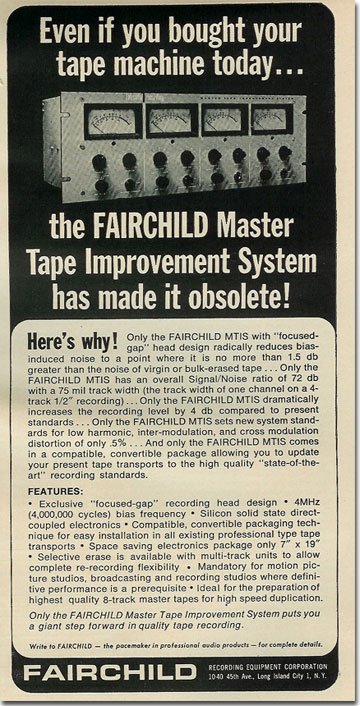 Even if you bought your
tape machine today...
the FAIRCHILD Master
Tape Improvement System
has made it obsolete!
Here's why! Only the FAIRCHILD MTIS with "focused-
gap" head design radically reduces bias-
induced noise to a point where it is no more than 1.5 db
greater than the noise of virgin or bulk-erased tape . . . Only the
FAIRCHILD MTIS has an overall Signal/Noise ratio of 72 db
with a 75 mil track width (the track width of one channel on a 4-
track 1/2" recording) . . . Only the FAIRCHILD MTIS dramatically
increases the recording level by 4 db compared to present
standards . . . Only the FAIRCHILD MTIS sets new system stand-
ards for low harmonic, inter-modulation, and cross modulation
distortion of only .5% . . . And only the FAIRCHILD MTIS comes
in a compatible, convertible package allowing you to update
your present tape transports to the high quality "state-of-the-
art" recording standards.
FEATURES:
• Exclusive "focused-gap" recording head design • 4MHz
(4,000,000 cycles) bias frequency • Silicon solid state direct-
coupled electronics • Compatible, convertible packaging tech-
nique for easy installation in all existing professional type tape
transports • Space saving electronics package only 7" x 19"
• Selective erase is available with multi-track units to allow
complete re-recording flexibility • Mandatory for motion pic-
ture studios, broadcasting and recording studios where defini-
tive performance is a prerequisite • Ideal for the preparation of
highest quality 8-track master tapes for high speed duplication.
Only the FAIRCHILD Master Tape Improvement System puts you
a giant step forward in quality tape recording.
Write to FAIRCHILD — the pacemaker in professional audio products — for complete details.
FAIRCHILD
RECORDING EQUIPMENT CORPORATION
10-40 45th Ave., Long Island City 1, N. Y.